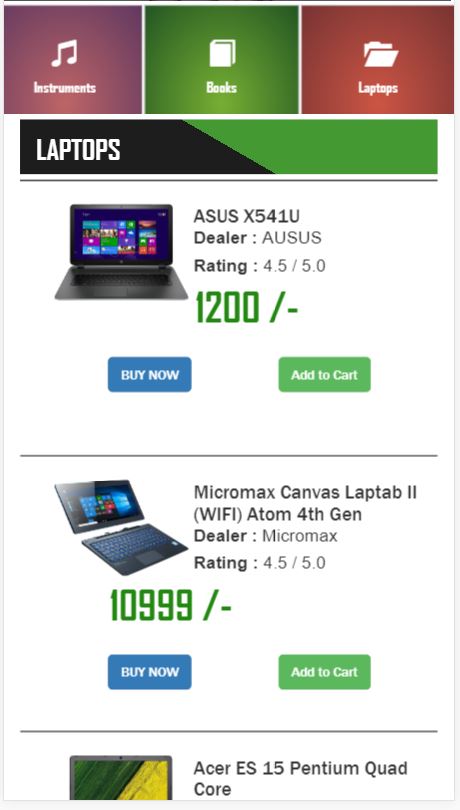 Instruments
Books
Laptops
LAPTOPS
ASUS X541U
Dealer : AUSUS
Rating : 4.5 / 5.0
1200 /-
BUY NOW
Add to Cart
Micromax Canvas Laptab II
(WIFI) Atom 4th Gen
Dealer : Micromax
Rating : 4.5 / 5.0
10999 /-
BUY NOW
Add to Cart
Acer ES 15 Pentium Quad
Core